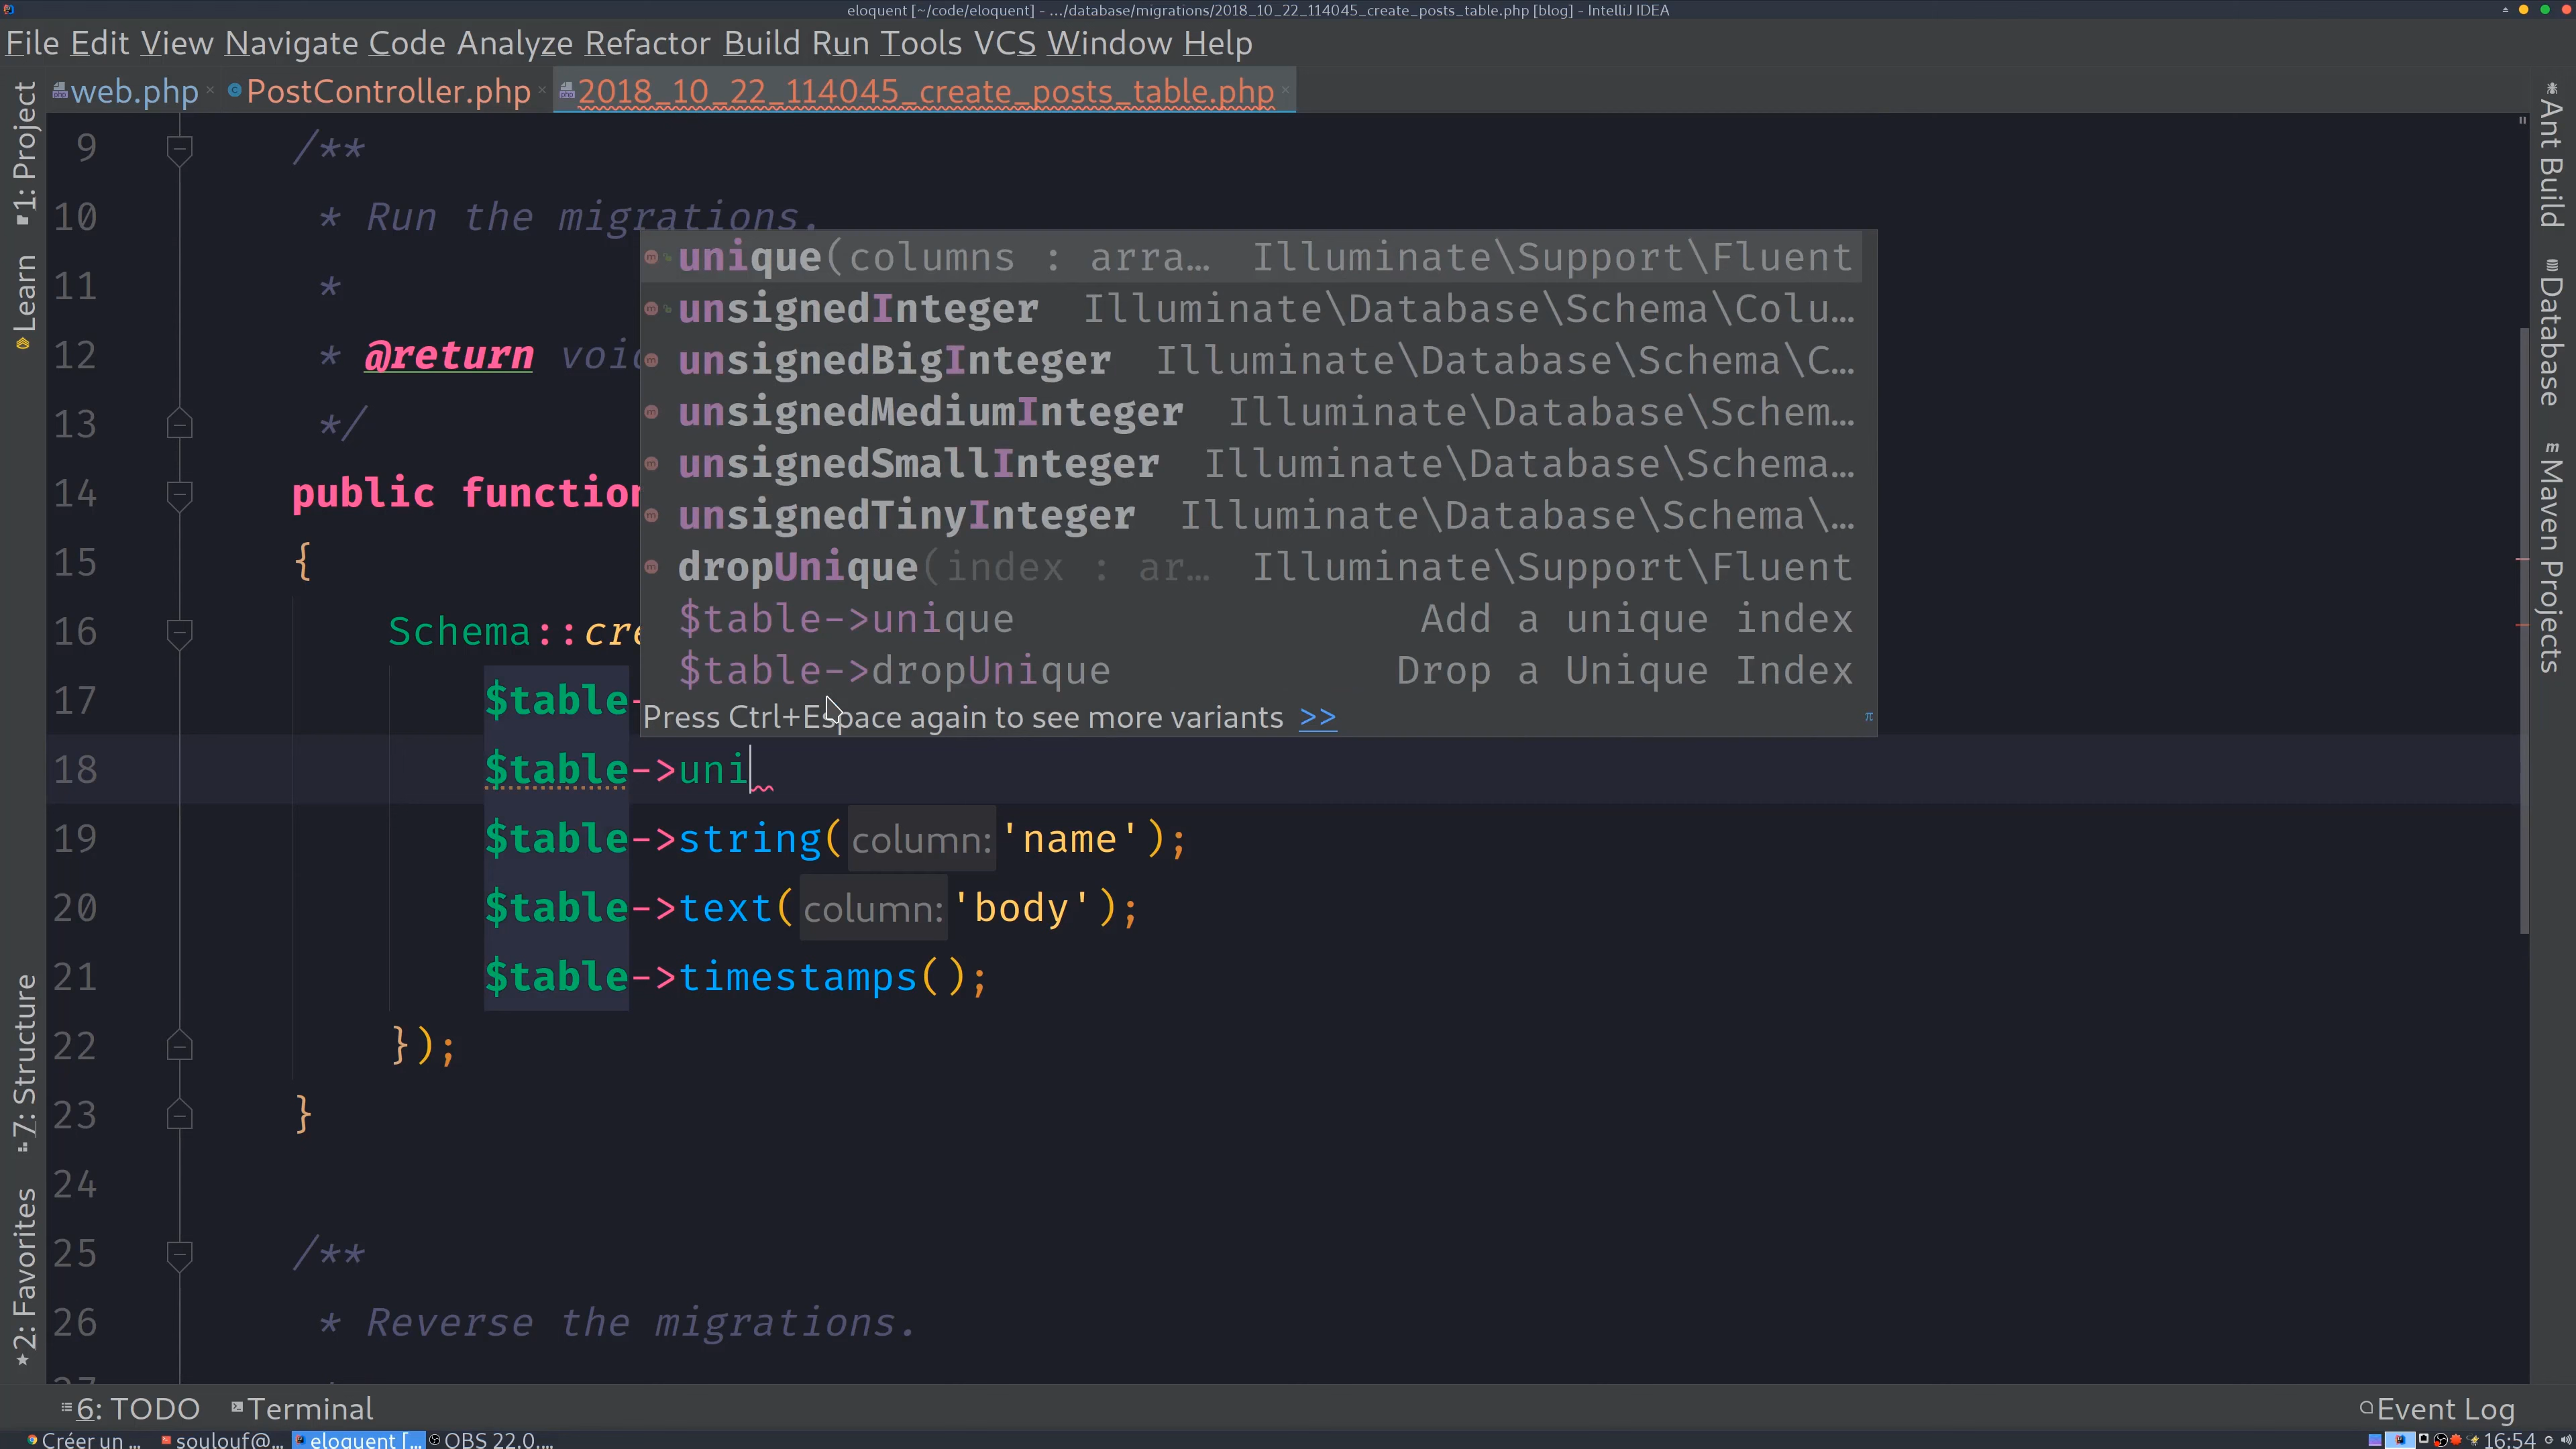 eloquent [~/code/eloquent] - .../database/migrations/2018_10_22_114045_create_posts_table.php [blog] - IntelliJ IDEA
File Edit View Navigate Code Analyze Refactor Build Run Tools VCS Window Help
web.php PostController.php 2018_10_22_114045_create_posts_table.php
1: Project
Learn
7: Structure
2: Favorites
9 /**
10 * Run the migrations.
11 *
12 * @return void
13 */
14 public function
15 {
16 Schema::cre
17 $table-
18 $table->uni
19 $table->string( column: 'name');
20 $table->text( column: 'body');
21 $table->timestamps();
22 });
23 }
24
25 /**
26 * Reverse the migrations.
unique(columns : arra… Illuminate\Support\Fluent
unsignedInteger Illuminate\Database\Schema\Colu…
unsignedBigInteger Illuminate\Database\Schema\C…
unsignedMediumInteger Illuminate\Database\Schem…
unsignedSmallInteger Illuminate\Database\Schema…
unsignedTinyInteger Illuminate\Database\Schema\…
dropUnique(index : ar… Illuminate\Support\Fluent
$table->unique Add a unique index
$table->dropUnique Drop a Unique Index
Press Ctrl+Espace again to see more variants >> π
Ant Build
Database
m Maven Projects
6: TODO Terminal Event Log
Créer un ... soulouf@... eloquent [... OBS 22.0.... 16:54